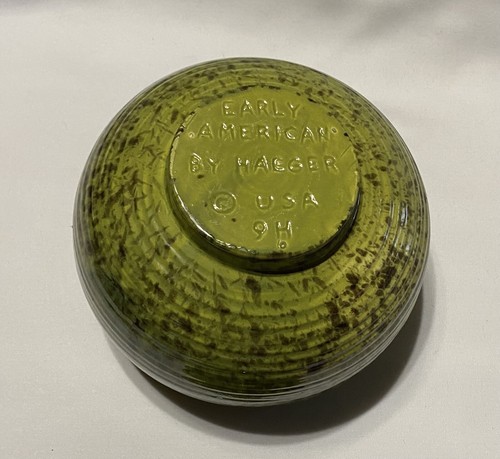 EARLY
"AMERICAN"
BY HAEGER
© USA
9H